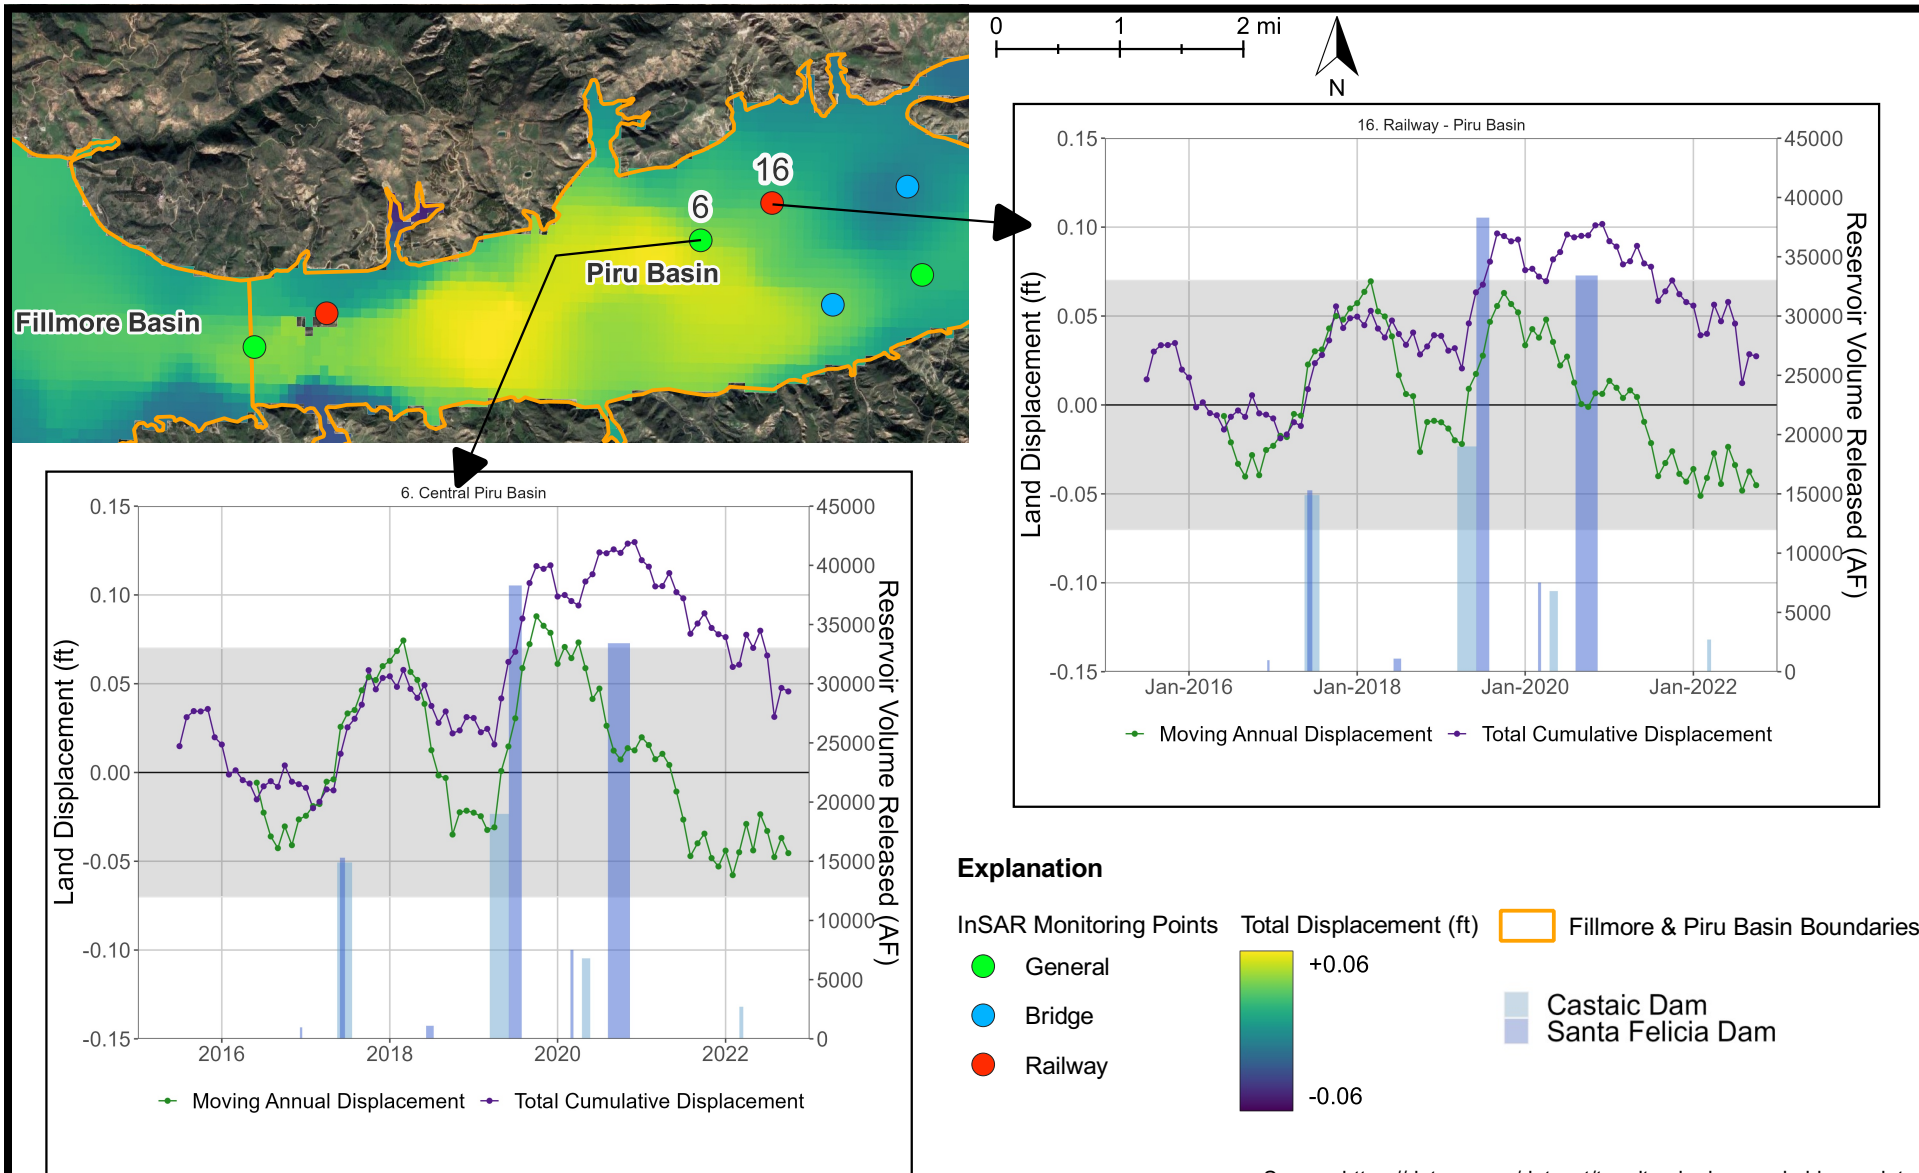 0 1 2 mi
N
16
6
Piru Basin
Fillmore Basin
16. Railway - Piru Basin
Land Displacement (ft)
0.15
0.10
0.05
0.00
-0.05
-0.10
-0.15
45000
40000
35000
30000
25000
20000
15000
10000
5000
0
Reservoir Volume Released (AF)
Jan-2016 Jan-2018 Jan-2020 Jan-2022
Moving Annual Displacement Total Cumulative Displacement
6. Central Piru Basin
Land Displacement (ft)
0.15
0.10
0.05
0.00
-0.05
-0.10
-0.15
45000
40000
35000
30000
25000
20000
15000
10000
5000
0
Reservoir Volume Released (AF)
2016 2018 2020 2022
Moving Annual Displacement Total Cumulative Displacement
Explanation
InSAR Monitoring Points
General
Bridge
Railway
Total Displacement (ft)
+0.06
-0.06
Fillmore & Piru Basin Boundaries
Castaic Dam
Santa Felicia Dam